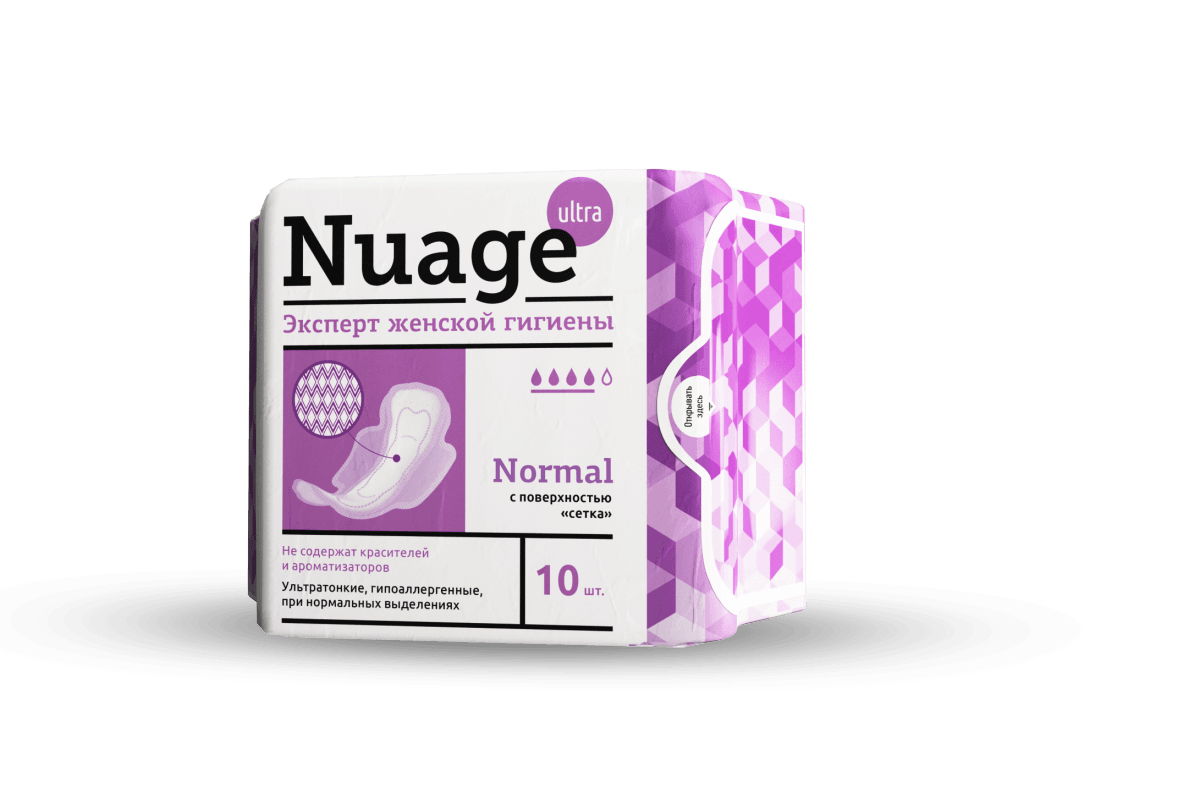 ultra
Nuage
Эксперт женской гигиены
Normal
с поверхностью
«сетка»
Не содержат красителей
и ароматизаторов
Ультратонкие, гипоаллергенные,
при нормальных выделениях
10 шт.
Открывать
здесь